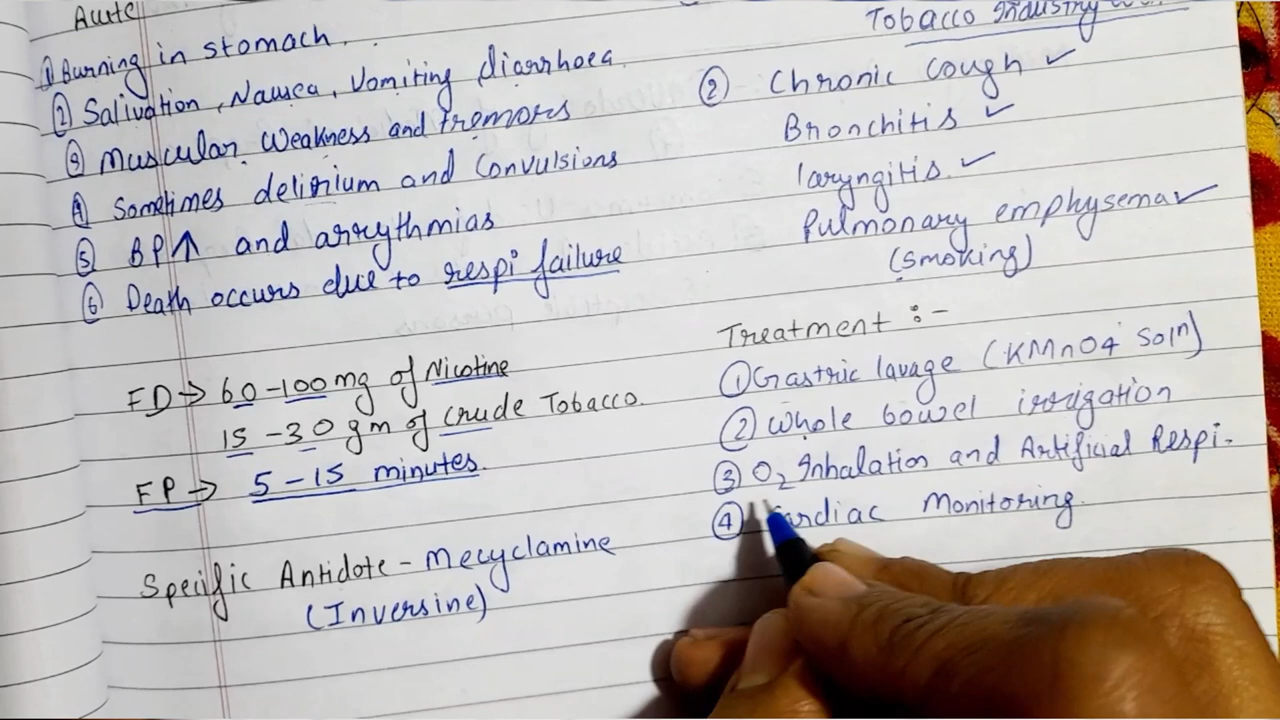 Acute
① Burning in stomach.
② Salivation, Nausea, Vomiting diarrhoea.
③ Muscular Weakness and tremors
④ Sometimes delirium and Convulsions
⑤ BP↑ and arrythmias
⑥ Death occurs due to respi failure
FD → 60-100 mg of Nicotine
15-30 gm of crude Tobacco.
FP → 5-15 minutes.
Specific Antidote - Mecyclamine
(Inversine)
Tobacco Industry
② Chronic Cough ✓
Bronchitis ✓
laryngitis. ✓
Pulmonary emphysema ✓
(smoking)
Treatment :-
① Gastric lavage (KMnO4 soln)
② Whole bowel irrigation
③ O2 Inhalation and Artificial Respi.
④ Cardiac Monitoring.